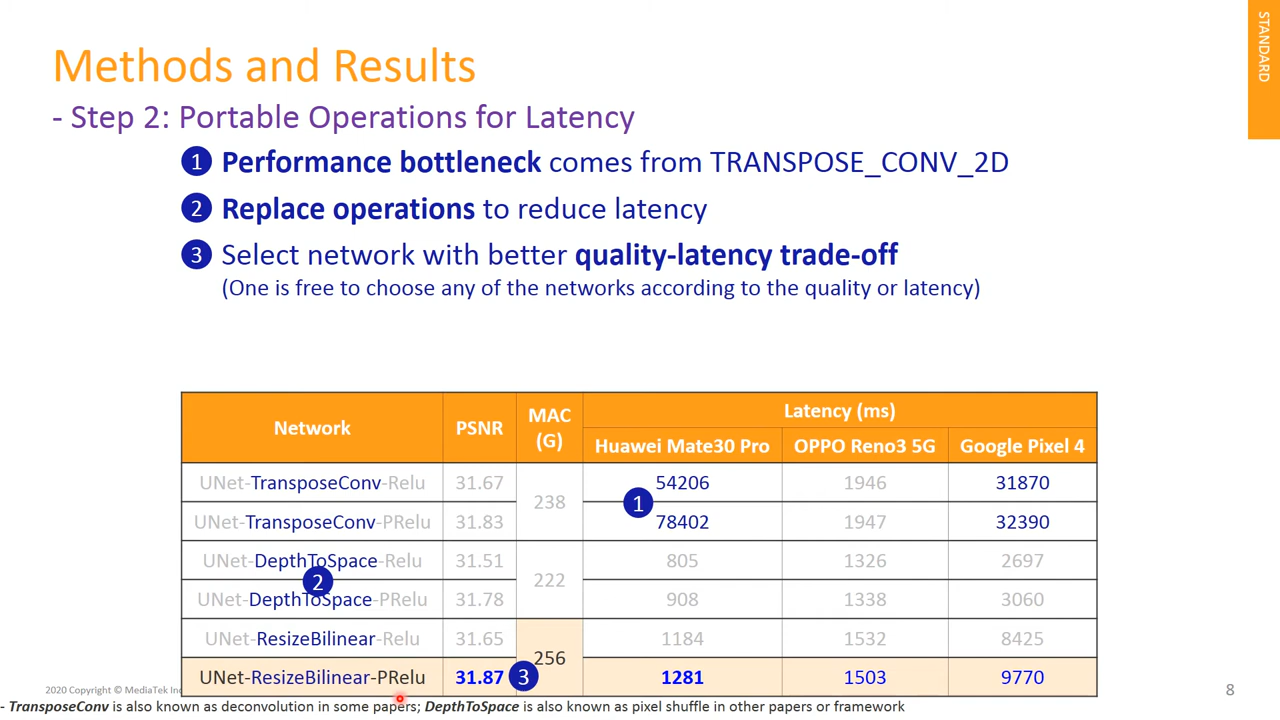 STANDARD
Methods and Results
- Step 2: Portable Operations for Latency
1 Performance bottleneck comes from TRANSPOSE_CONV_2D
2 Replace operations to reduce latency
3 Select network with better quality-latency trade-off
(One is free to choose any of the networks according to the quality or latency)
Network PSNR MAC (G) Latency (ms)
Huawei Mate30 Pro OPPO Reno3 5G Google Pixel 4
UNet-TransposeConv-Relu 31.67 238 54206 1946 31870
1
UNet-TransposeConv-PRelu 31.83 78402 1947 32390
UNet-DepthToSpace-Relu 31.51 222 805 1326 2697
2
UNet-DepthToSpace-PRelu 31.78 908 1338 3060
UNet-ResizeBilinear-Relu 31.65 256 1184 1532 8425
UNet-ResizeBilinear-PRelu 31.87 3 1281 1503 9770
2020 Copyright © MediaTek Inc
8
- TransposeConv is also known as deconvolution in some papers; DepthToSpace is also known as pixel shuffle in other papers or framework